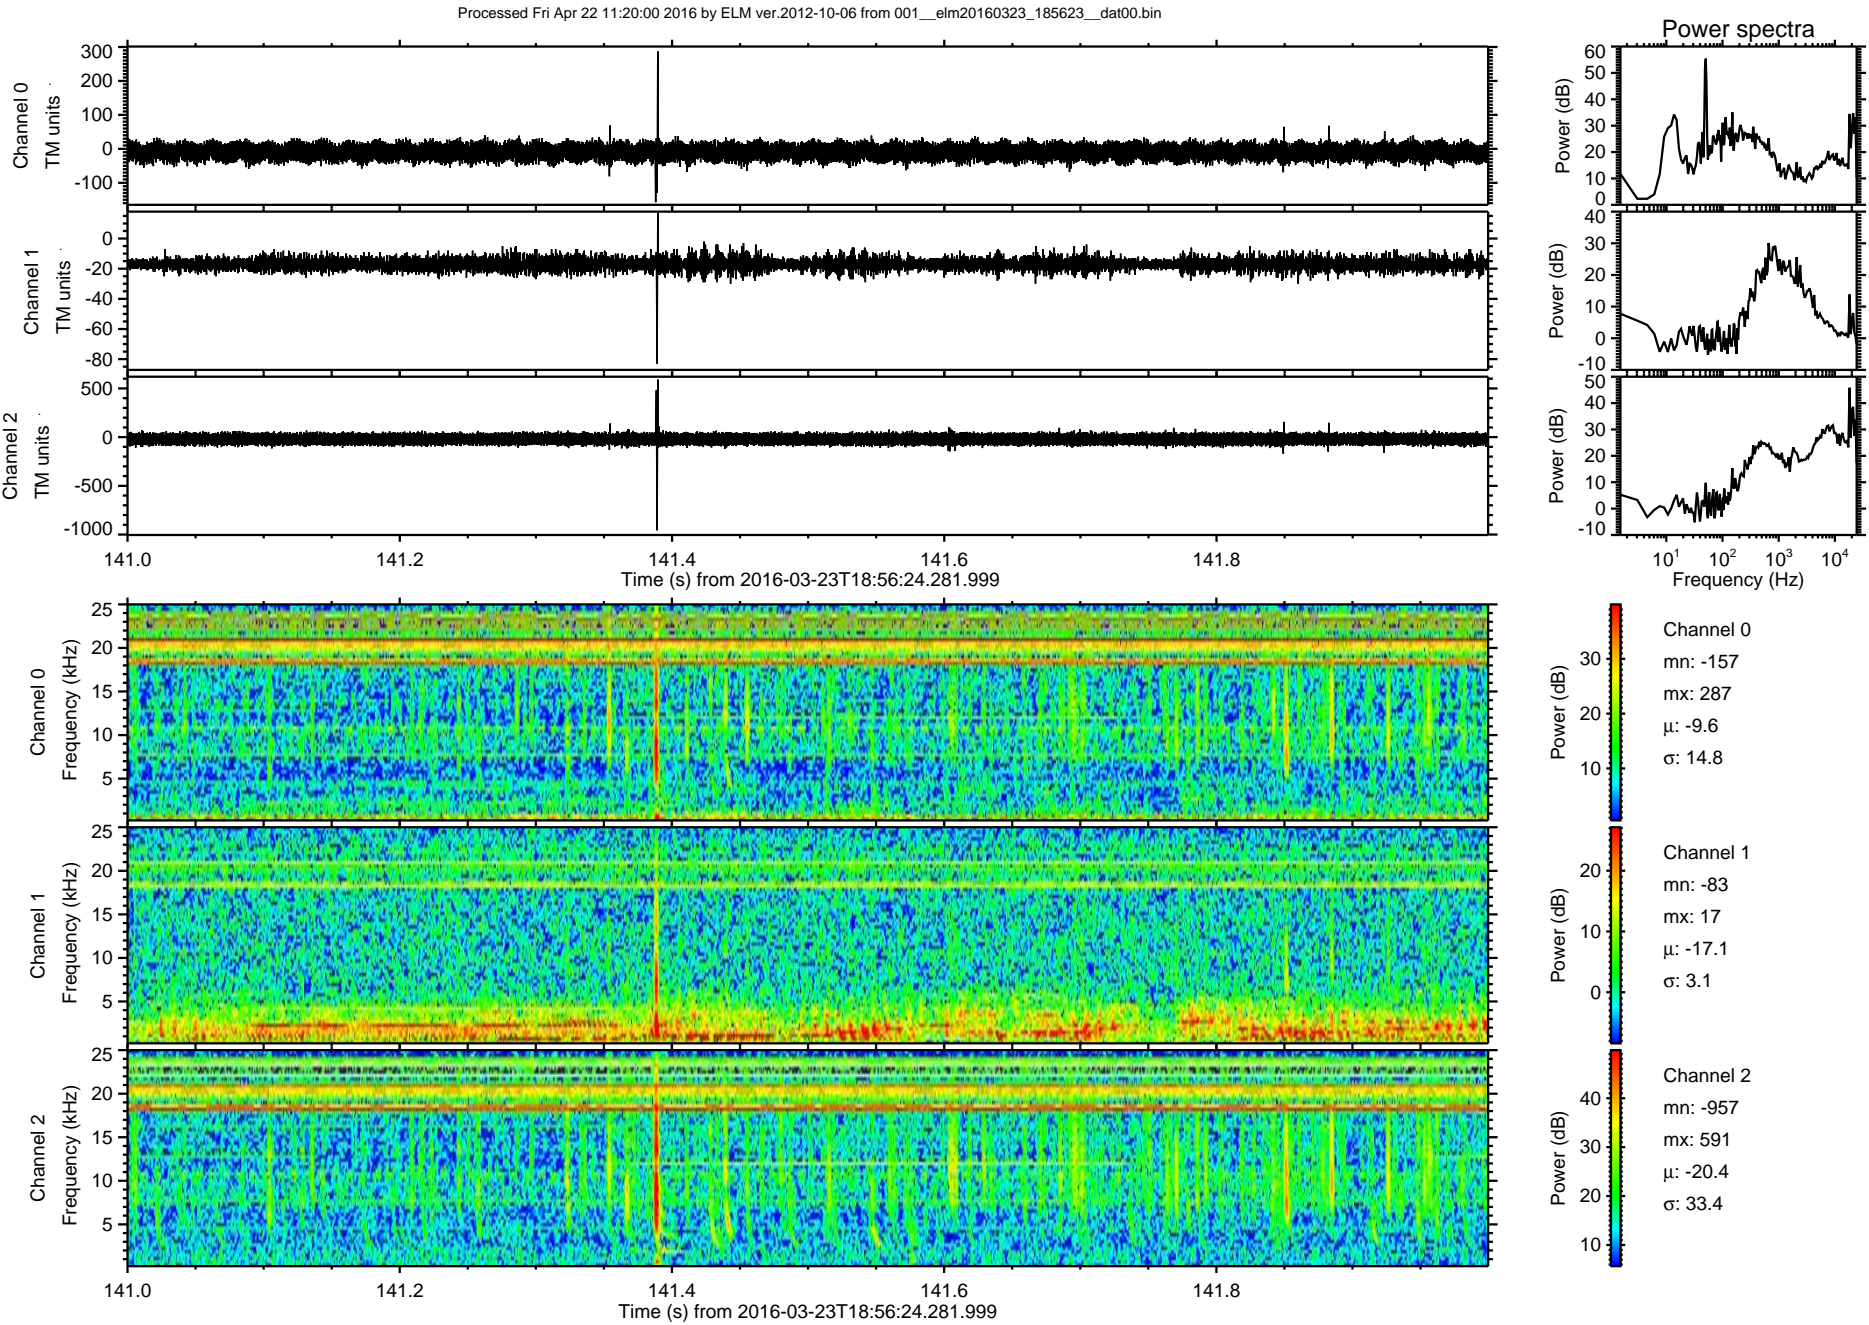 Processed Fri Apr 22 11:20:00 2016 by ELM ver.2012-10-06 from 001__elm20160323_185623__dat00.bin
Power spectra
Channel 0
TM units
300
200
100
0
-100
Power (dB)
60
50
40
30
20
10
0
Channel 1
TM units
0
-20
-40
-60
-80
Power (dB)
40
30
20
10
0
-10
Channel 2
TM units
500
0
-500
-1000
Power (dB)
50
40
30
20
10
0
-10
141.0 141.2 141.4 141.6 141.8
Time (s) from 2016-03-23T18:56:24.281.999
10¹ 10² 10³ 10⁴
Frequency (Hz)
Channel 0
Frequency (kHz)
25
20
15
10
5
Power (dB)
30
20
10
Channel 0
mn: -157
mx: 287
μ: -9.6
σ: 14.8
Channel 1
Frequency (kHz)
25
20
15
10
5
Power (dB)
20
10
0
Channel 1
mn: -83
mx: 17
μ: -17.1
σ: 3.1
Channel 2
Frequency (kHz)
25
20
15
10
5
Power (dB)
40
30
20
10
Channel 2
mn: -957
mx: 591
μ: -20.4
σ: 33.4
141.0 141.2 141.4 141.6 141.8
Time (s) from 2016-03-23T18:56:24.281.999